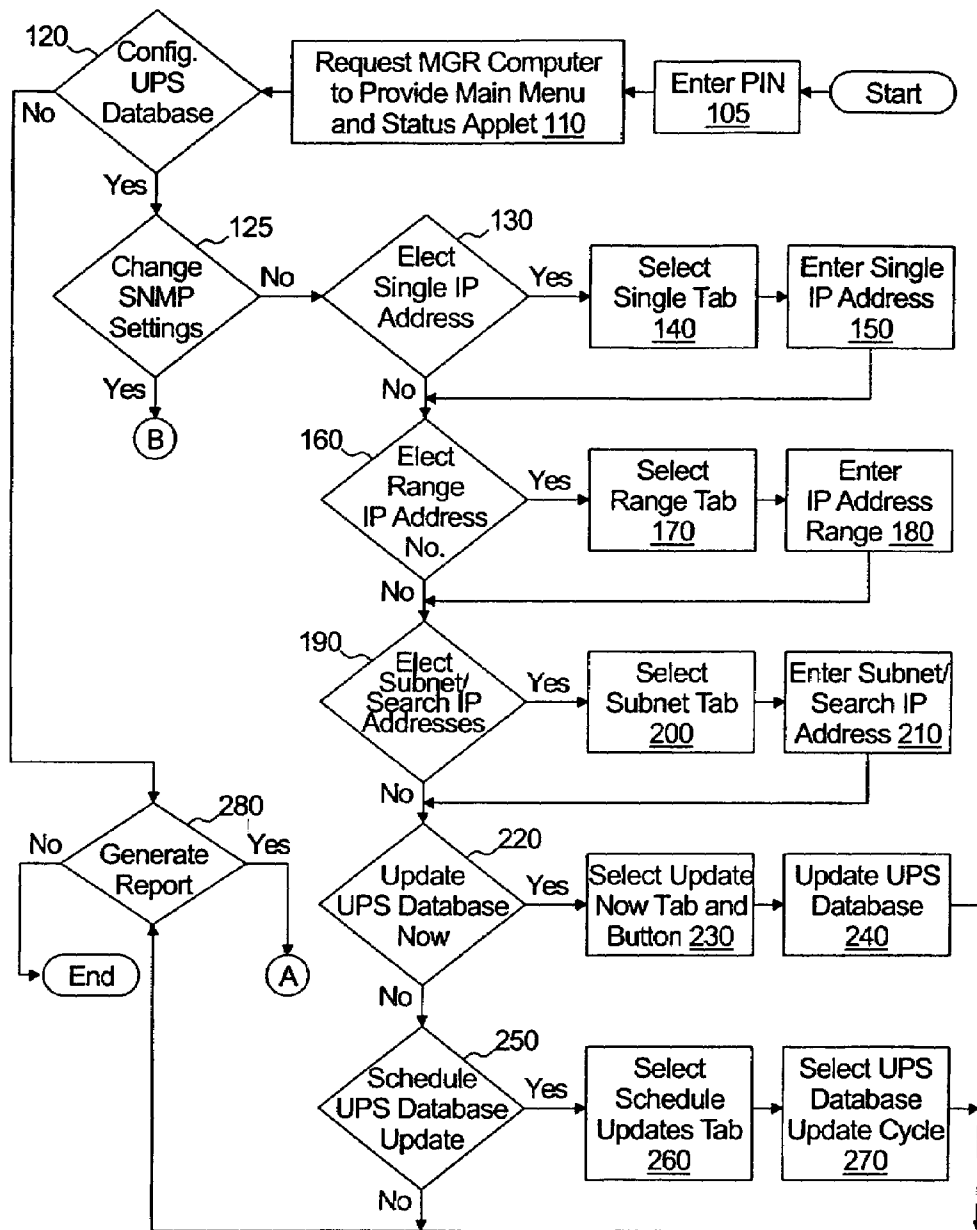 120
Config.
UPS
Database
Request MGR Computer
to Provide Main Menu
and Status Applet 110
Enter PIN
105
Start
No
Yes
125
Change
SNMP
Settings
No
Yes
B
130
Elect
Single IP
Address
Yes
Select
Single Tab
140
Enter Single
IP Address
150
No
160
Elect
Range
IP Address
No.
Yes
Select
Range Tab
170
Enter
IP Address
Range 180
No
190
Elect
Subnet/
Search IP
Addresses
Yes
Select
Subnet Tab
200
Enter Subnet/
Search IP
Address 210
No
280
Generate
Report
No
Yes
End
A
220
Update
UPS Database
Now
Yes
Select Update
Now Tab and
Button 230
Update UPS
Database
240
No
250
Schedule
UPS Database
Update
Yes
Select
Schedule
Updates Tab
260
Select UPS
Database
Update Cycle
270
No